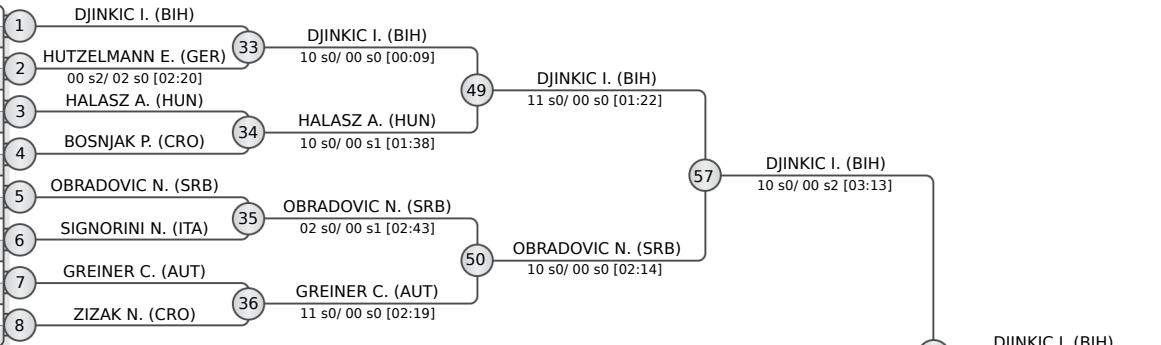 1
DJINKIC I. (BIH)
33
DJINKIC I. (BIH)
10 s0/ 00 s0 [00:09]
2
HUTZELMANN E. (GER)
00 s2/ 02 s0 [02:20]
49
DJINKIC I. (BIH)
11 s0/ 00 s0 [01:22]
3
HALASZ A. (HUN)
34
HALASZ A. (HUN)
10 s0/ 00 s1 [01:38]
4
BOSNJAK P. (CRO)
57
DJINKIC I. (BIH)
10 s0/ 00 s2 [03:13]
5
OBRADOVIC N. (SRB)
35
OBRADOVIC N. (SRB)
02 s0/ 00 s1 [02:43]
6
SIGNORINI N. (ITA)
50
OBRADOVIC N. (SRB)
10 s0/ 00 s0 [02:14]
7
GREINER C. (AUT)
36
GREINER C. (AUT)
11 s0/ 00 s0 [02:19]
8
ZIZAK N. (CRO)
DJINKIC I. (BIH)